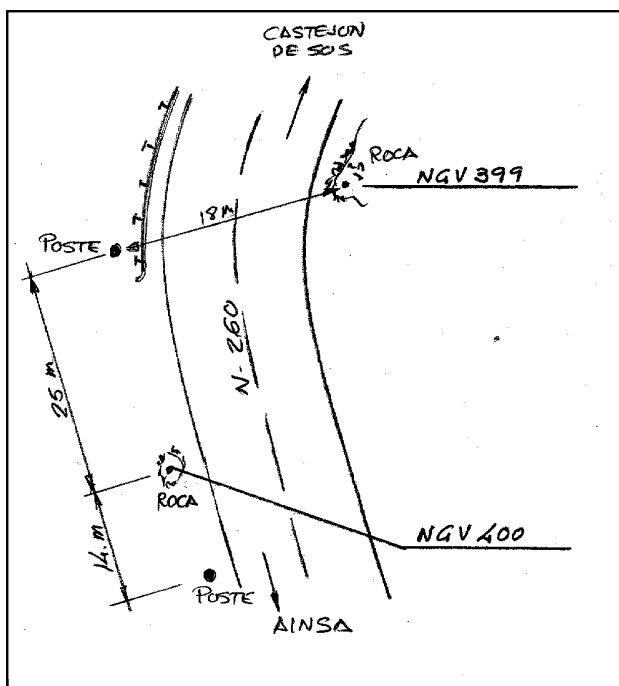 CASTEJON
DE SOS
ROCA
NGV 399
18 m
POSTE
N-260
25 m
ROCA
NGV 400
14 m
POSTE
AINSA